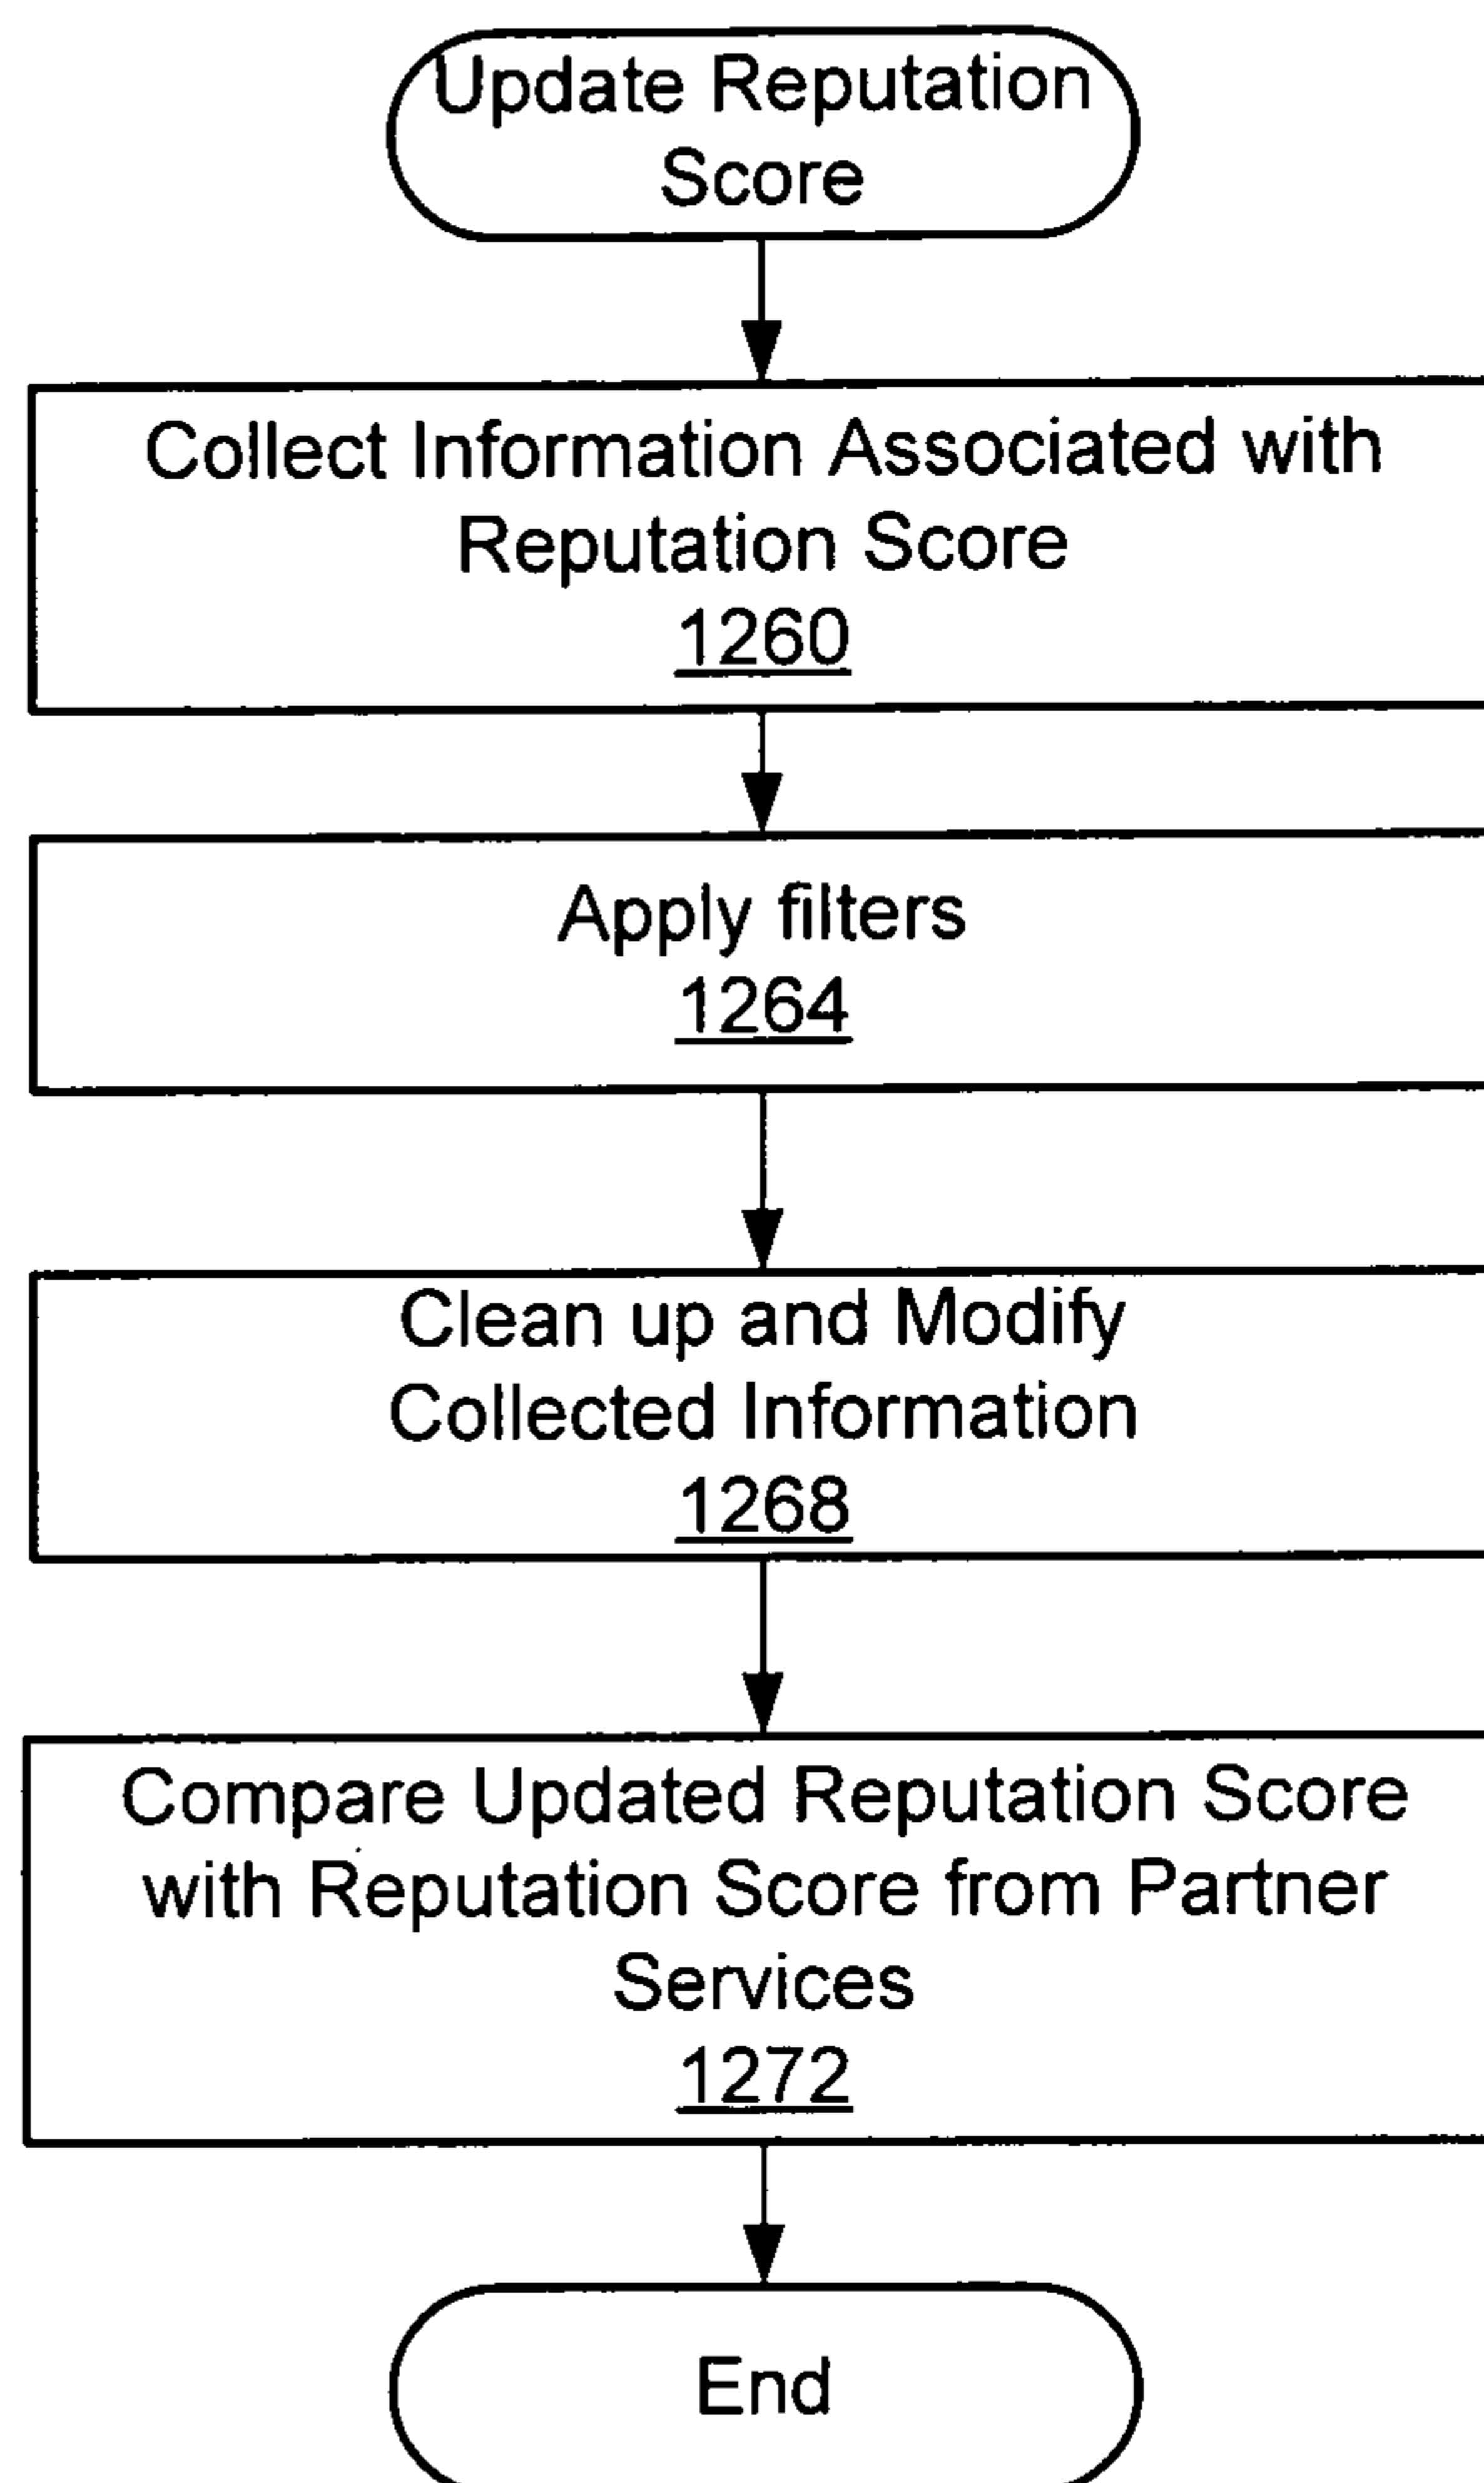 Update Reputation
Score
Collect Information Associated with
Reputation Score
1260
Apply filters
1264
Clean up and Modify
Collected Information
1268
Compare Updated Reputation Score
with Reputation Score from Partner
Services
1272
End